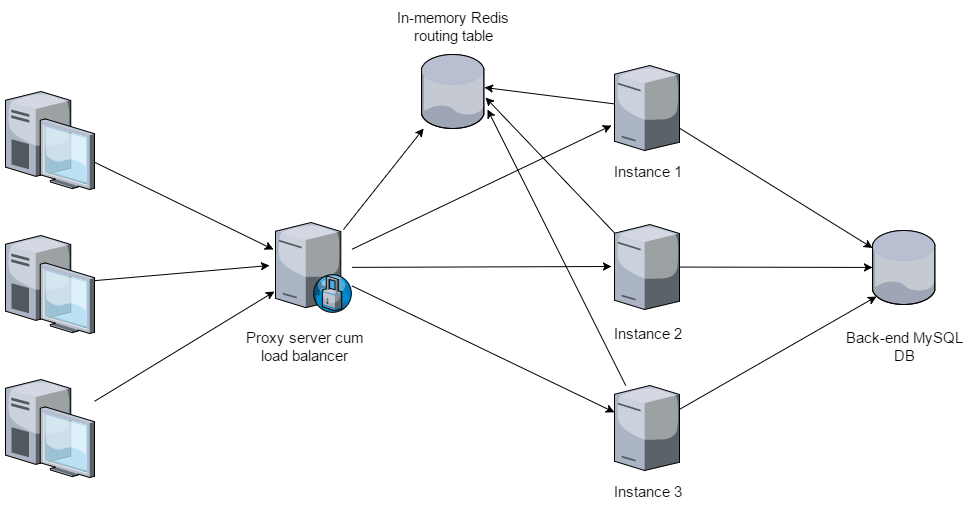 In-memory Redis
routing table
Instance 1
Proxy server cum
load balancer
Instance 2
Back-end MySQL
DB
Instance 3